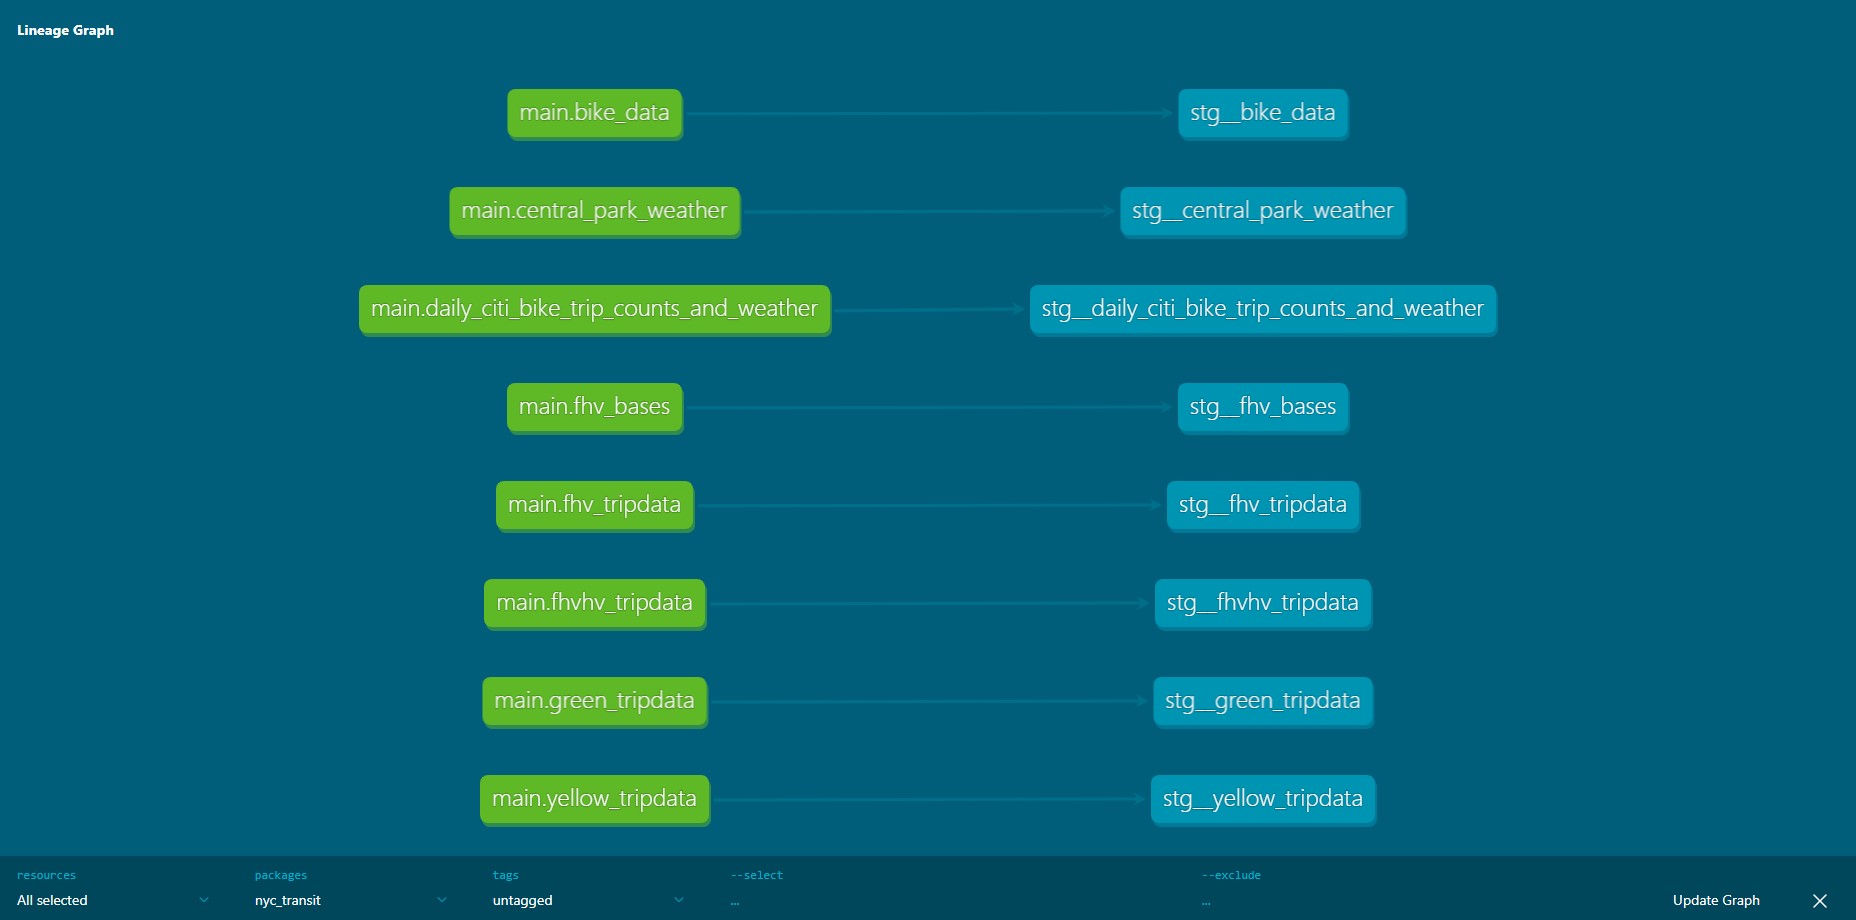 Lineage Graph
main.bike_data
stg__bike_data
main.central_park_weather
stg__central_park_weather
main.daily_citi_bike_trip_counts_and_weather
stg__daily_citi_bike_trip_counts_and_weather
main.fhv_bases
stg__fhv_bases
main.fhv_tripdata
stg__fhv_tripdata
main.fhvhv_tripdata
stg__fhvhv_tripdata
main.green_tripdata
stg__green_tripdata
main.yellow_tripdata
stg__yellow_tripdata
resources packages tags --select --exclude
All selected nyc_transit untagged ... ... Update Graph